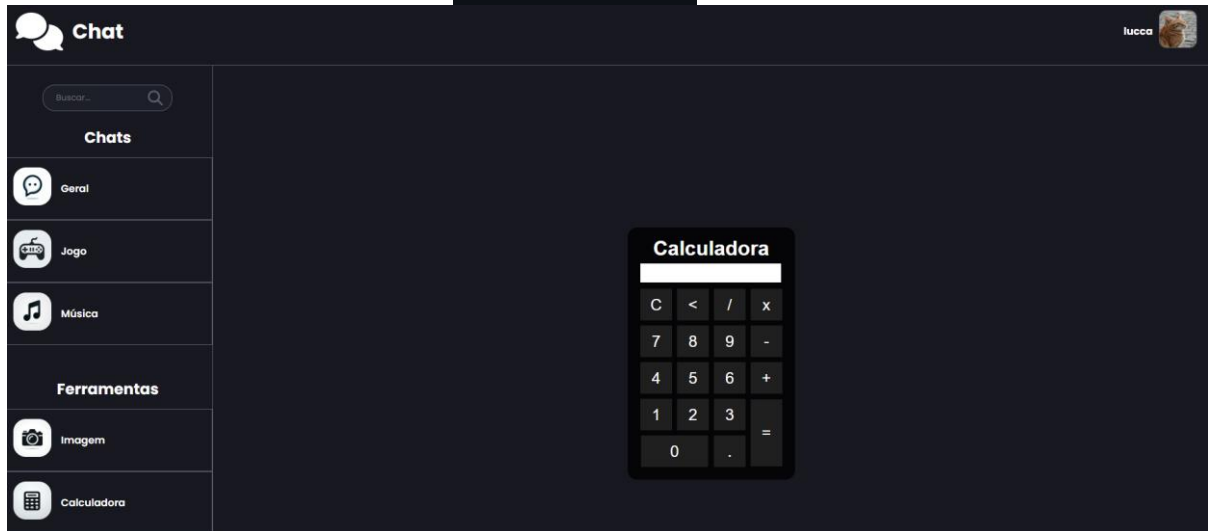 Chat
lucca
Buscar...
Chats
Geral
Jogo
Música
Ferramentas
Imagem
Calculadora
Calculadora
C < / x
7 8 9 -
4 5 6 +
1 2 3
=
0 .